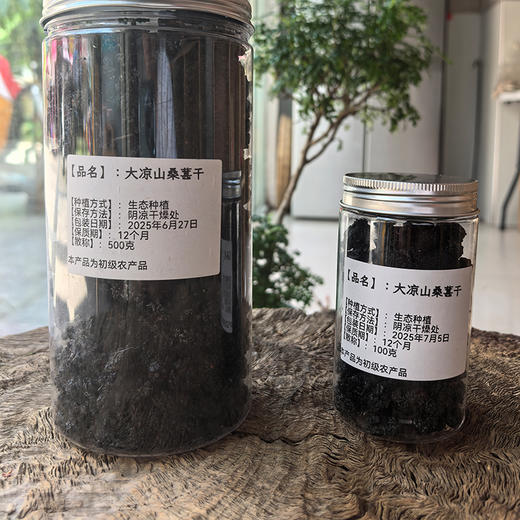 【品名】：大凉山桑葚干
【种植方式】：生态种植
【保存方法】：阴凉干燥处
【包装日期】：2025年6月27日
【保质期】：12个月
【散称】：500克
本产品为初级农产品
【品名】：大凉山桑葚干
【种植方式】：生态种植
【保存方法】：阴凉干燥处
【包装日期】：2025年7月5日
【保质期】：12个月
【散称】：100克
本产品为初级农产品